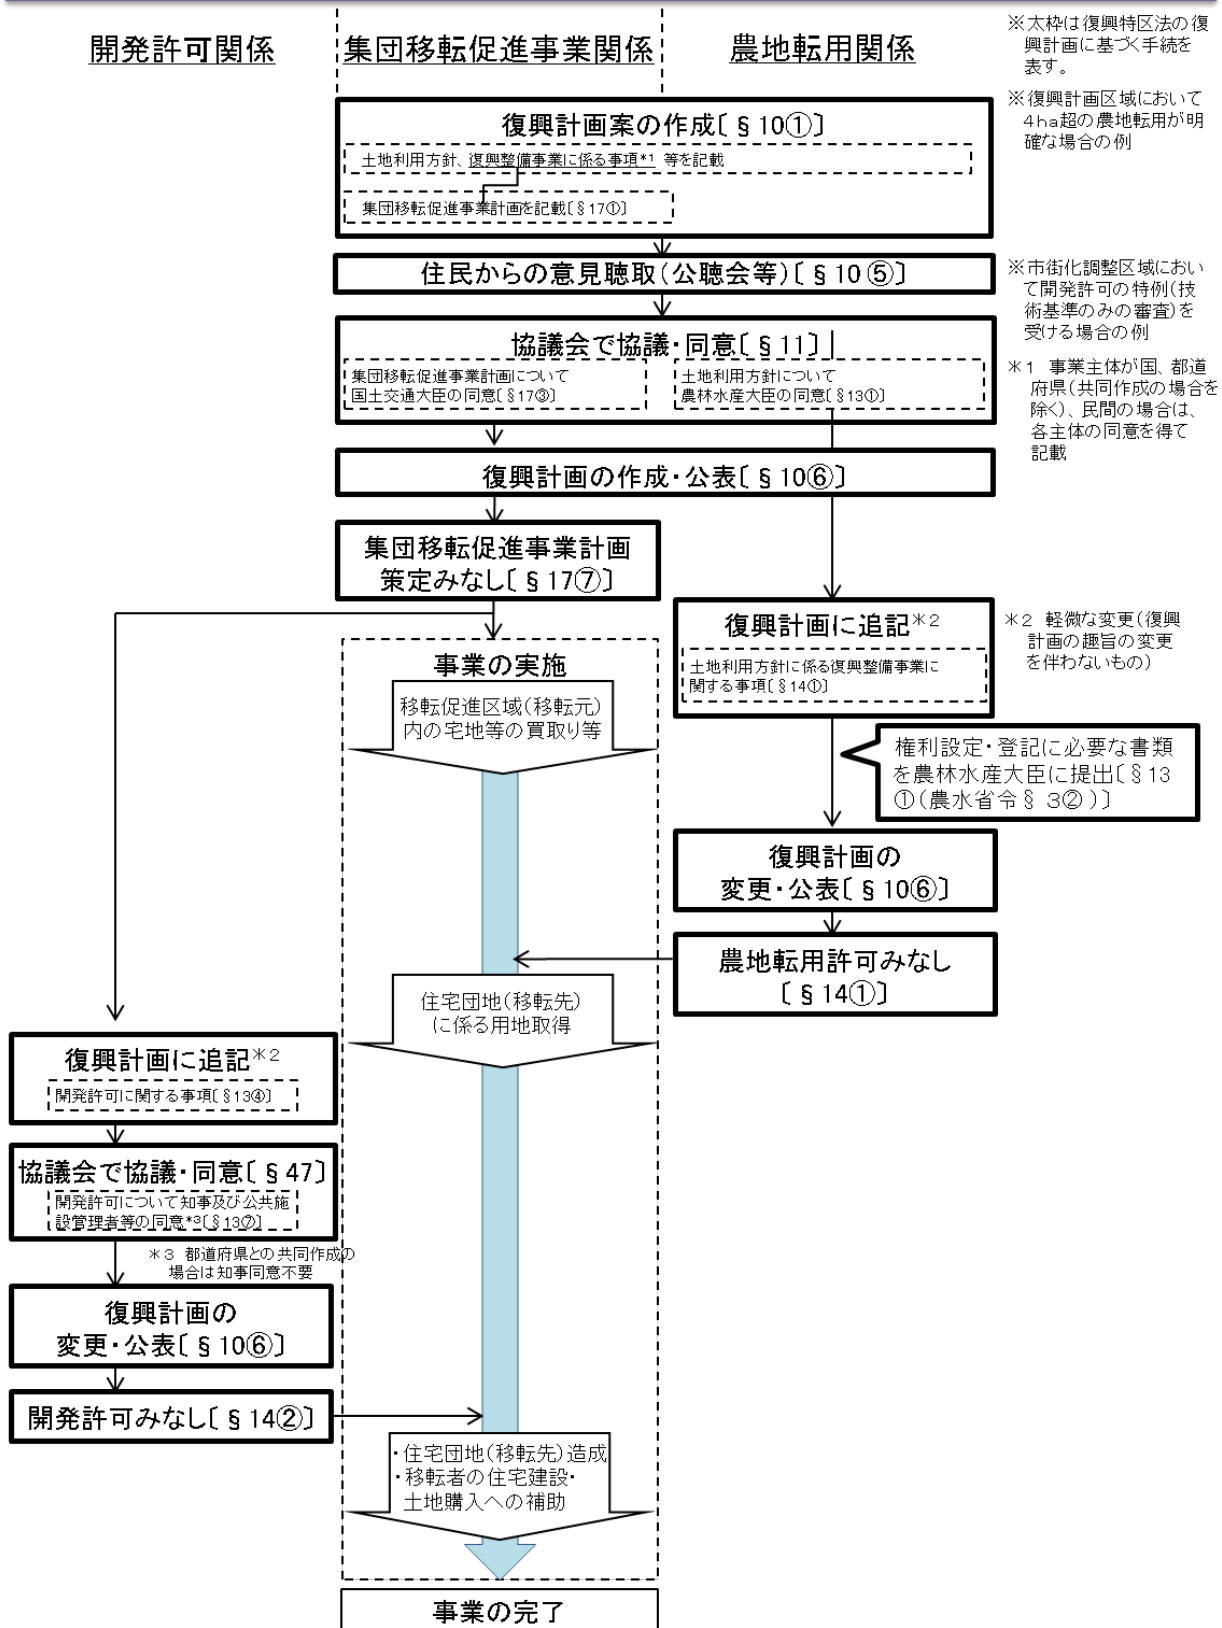 開発許可関係
集団移転促進事業関係
農地転用関係
※太枠は復興特区法の復
興計画に基づく手続を
表す。
※復興計画区域において
4ha超の農地転用が明
確な場合の例
復興計画案の作成〔§10①〕
土地利用方針、復興整備事業に係る事項*1 等を記載
集団移転促進事業計画を記載〔§17①〕
住民からの意見聴取(公聴会等)〔§10⑤〕
※市街化調整区域におい
て開発許可の特例(技
術基準のみの審査)を
受ける場合の例
協議会で協議・同意〔§11〕
集団移転促進事業計画について
国土交通大臣の同意〔§17③〕
土地利用方針について
農林水産大臣の同意〔§13①〕
*1 事業主体が国、都道
府県(共同作成の場合を
除く)、民間の場合は、
各主体の同意を得て
記載
復興計画の作成・公表〔§10⑥〕
集団移転促進事業計画
策定みなし〔§17⑦〕
復興計画に追記*2
土地利用方針に係る復興整備事業に
関する事項〔§14①〕
*2 軽微な変更(復興
計画の趣旨の変更
を伴わないもの)
事業の実施
移転促進区域(移転元)
内の宅地等の買取り等
権利設定・登記に必要な書類
を農林水産大臣に提出〔§13
①(農水省令§3②)〕
復興計画の
変更・公表〔§10⑥〕
農地転用許可みなし
〔§14①〕
住宅団地(移転先)
に係る用地取得
復興計画に追記*2
開発許可に関する事項〔§13④〕
協議会で協議・同意〔§47〕
開発許可について知事及び公共施
設管理者等の同意*3〔§13⑦〕
*3 都道府県との共同作成の
場合は知事同意不要
復興計画の
変更・公表〔§10⑥〕
開発許可みなし〔§14②〕
・住宅団地(移転先)造成
・移転者の住宅建設・
土地購入への補助
事業の完了